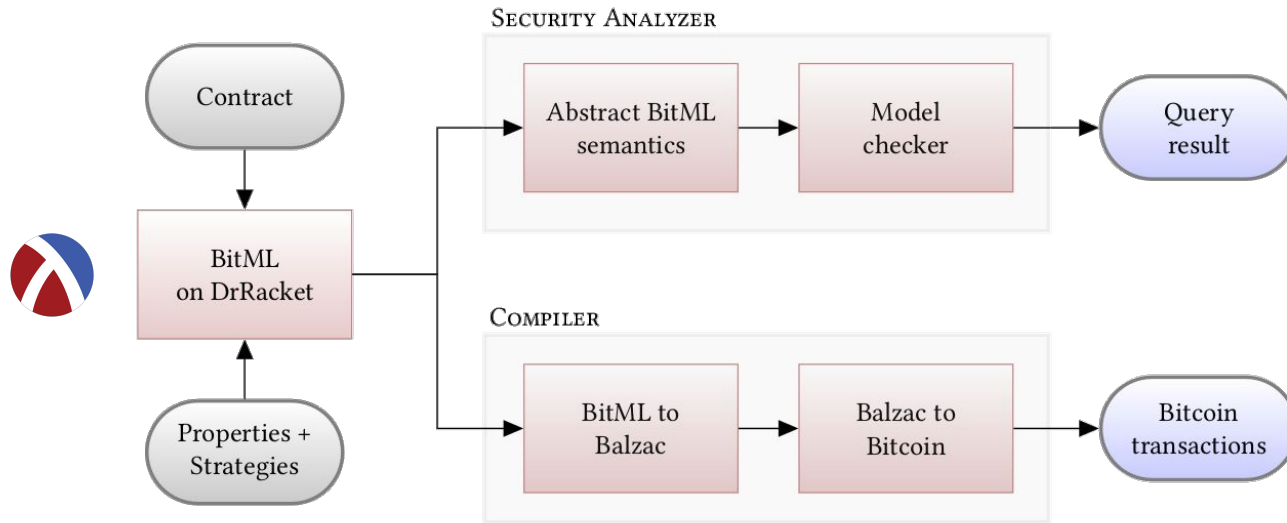 SECURITY ANALYZER
Contract
Abstract BitML
semantics
Model
checker
Query
result
BitML
on DrRacket
COMPILER
Properties +
Strategies
BitML to
Balzac
Balzac to
Bitcoin
Bitcoin
transactions